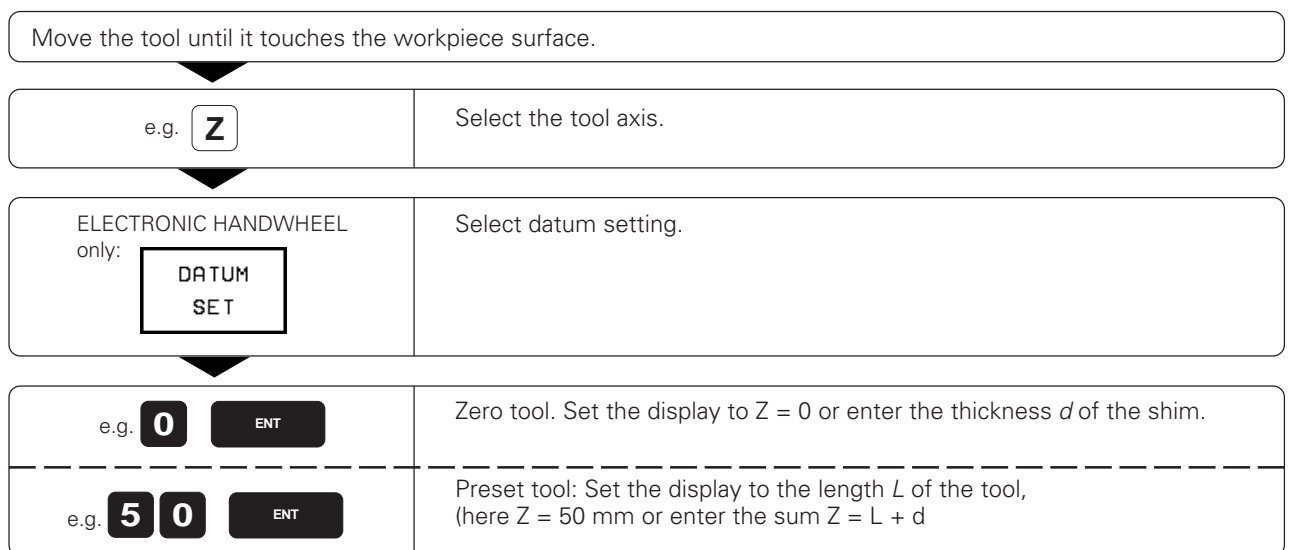 Move the tool until it touches the workpiece surface.
e.g. Z
Select the tool axis.
ELECTRONIC HANDWHEEL
only:
DATUM
SET
Select datum setting.
e.g. 0 ENT
Zero tool. Set the display to Z = 0 or enter the thickness d of the shim.
e.g. 5 0 ENT
Preset tool: Set the display to the length L of the tool,
(here Z = 50 mm or enter the sum Z = L + d